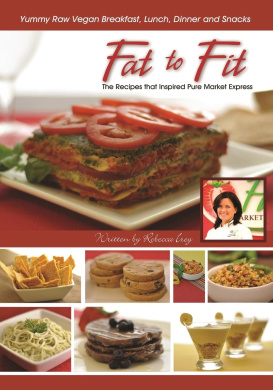 Yummy Raw Vegan Breakfast, Lunch, Dinner and Snacks
Fat to Fit
The Recipes that Inspired Pure Market Express
Written by Rebecca Irey